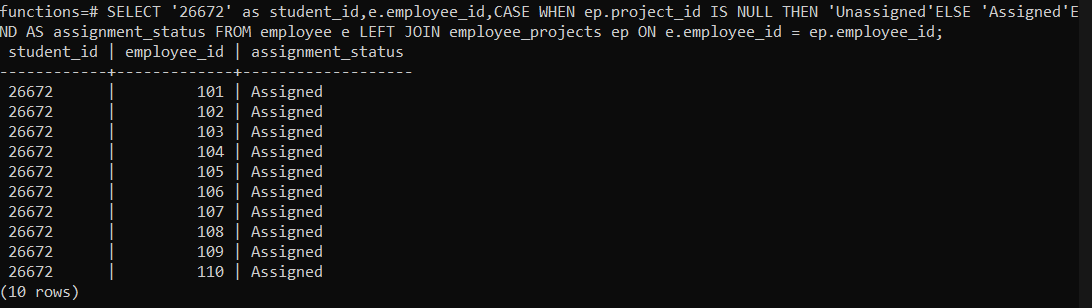 functions=# SELECT '26672' as student_id,e.employee_id,CASE WHEN ep.project_id IS NULL THEN 'Unassigned'ELSE 'Assigned'E
ND AS assignment_status FROM employee e LEFT JOIN employee_projects ep ON e.employee_id = ep.employee_id;
 student_id | employee_id | assignment_status
------------+-------------+-------------------
 26672      |         101 | Assigned
 26672      |         102 | Assigned
 26672      |         103 | Assigned
 26672      |         104 | Assigned
 26672      |         105 | Assigned
 26672      |         106 | Assigned
 26672      |         107 | Assigned
 26672      |         108 | Assigned
 26672      |         109 | Assigned
 26672      |         110 | Assigned
(10 rows)